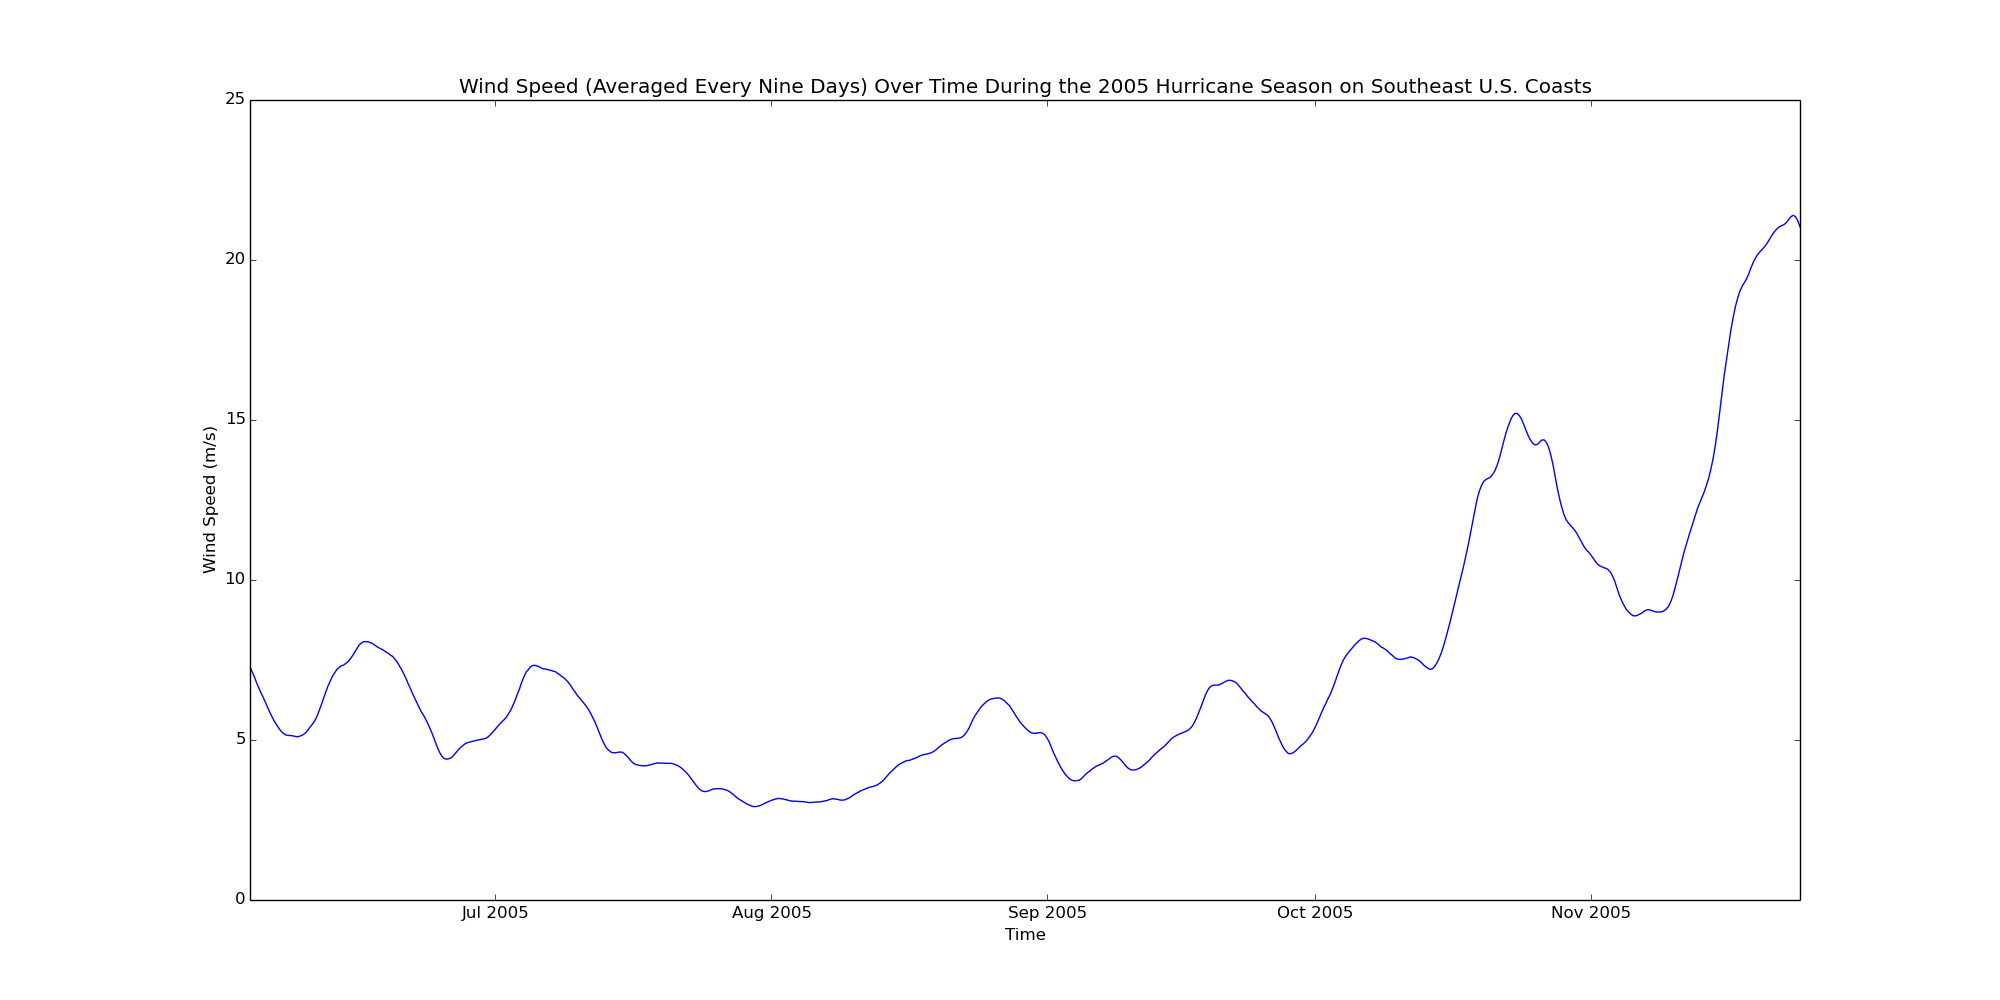 Wind Speed (Averaged Every Nine Days) Over Time During the 2005 Hurricane Season on Southeast U.S. Coasts
25
20
15
10
5
0
Wind Speed (m/s)
Jul 2005
Aug 2005
Sep 2005
Oct 2005
Nov 2005
Time